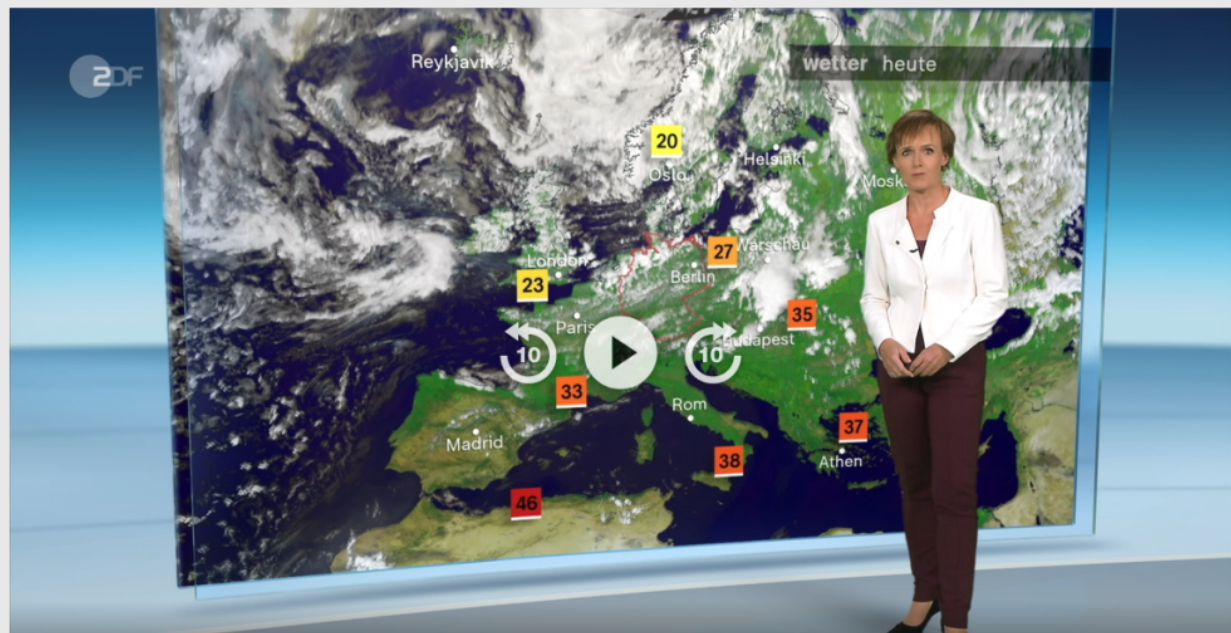 Reykjavik
ZDF
wetter heute
20
Oslo
Helsinki
Mosk
27
Warschau
London
Berlin
23
35
Paris
10
10
Budapest
33
Rom
Madrid
37
38
Athen
46